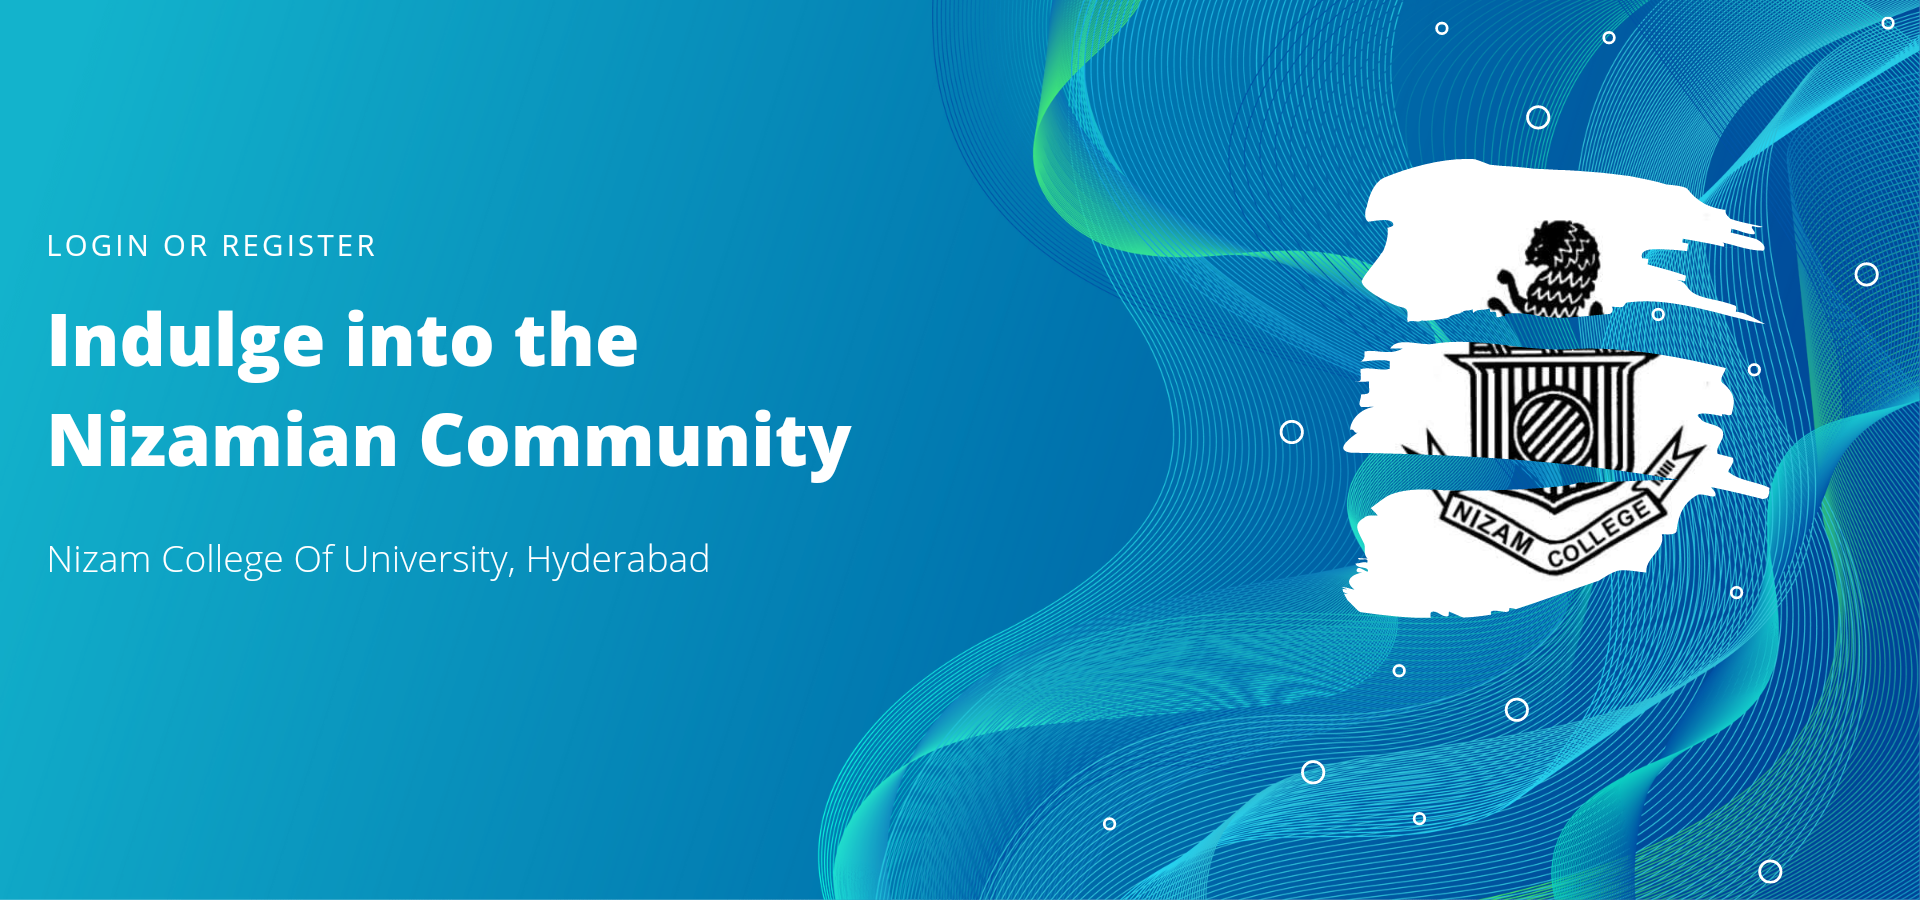 LOGIN OR REGISTER
Indulge into the
Nizamian Community
Nizam College Of University, Hyderabad
NIZAM COLLEGE